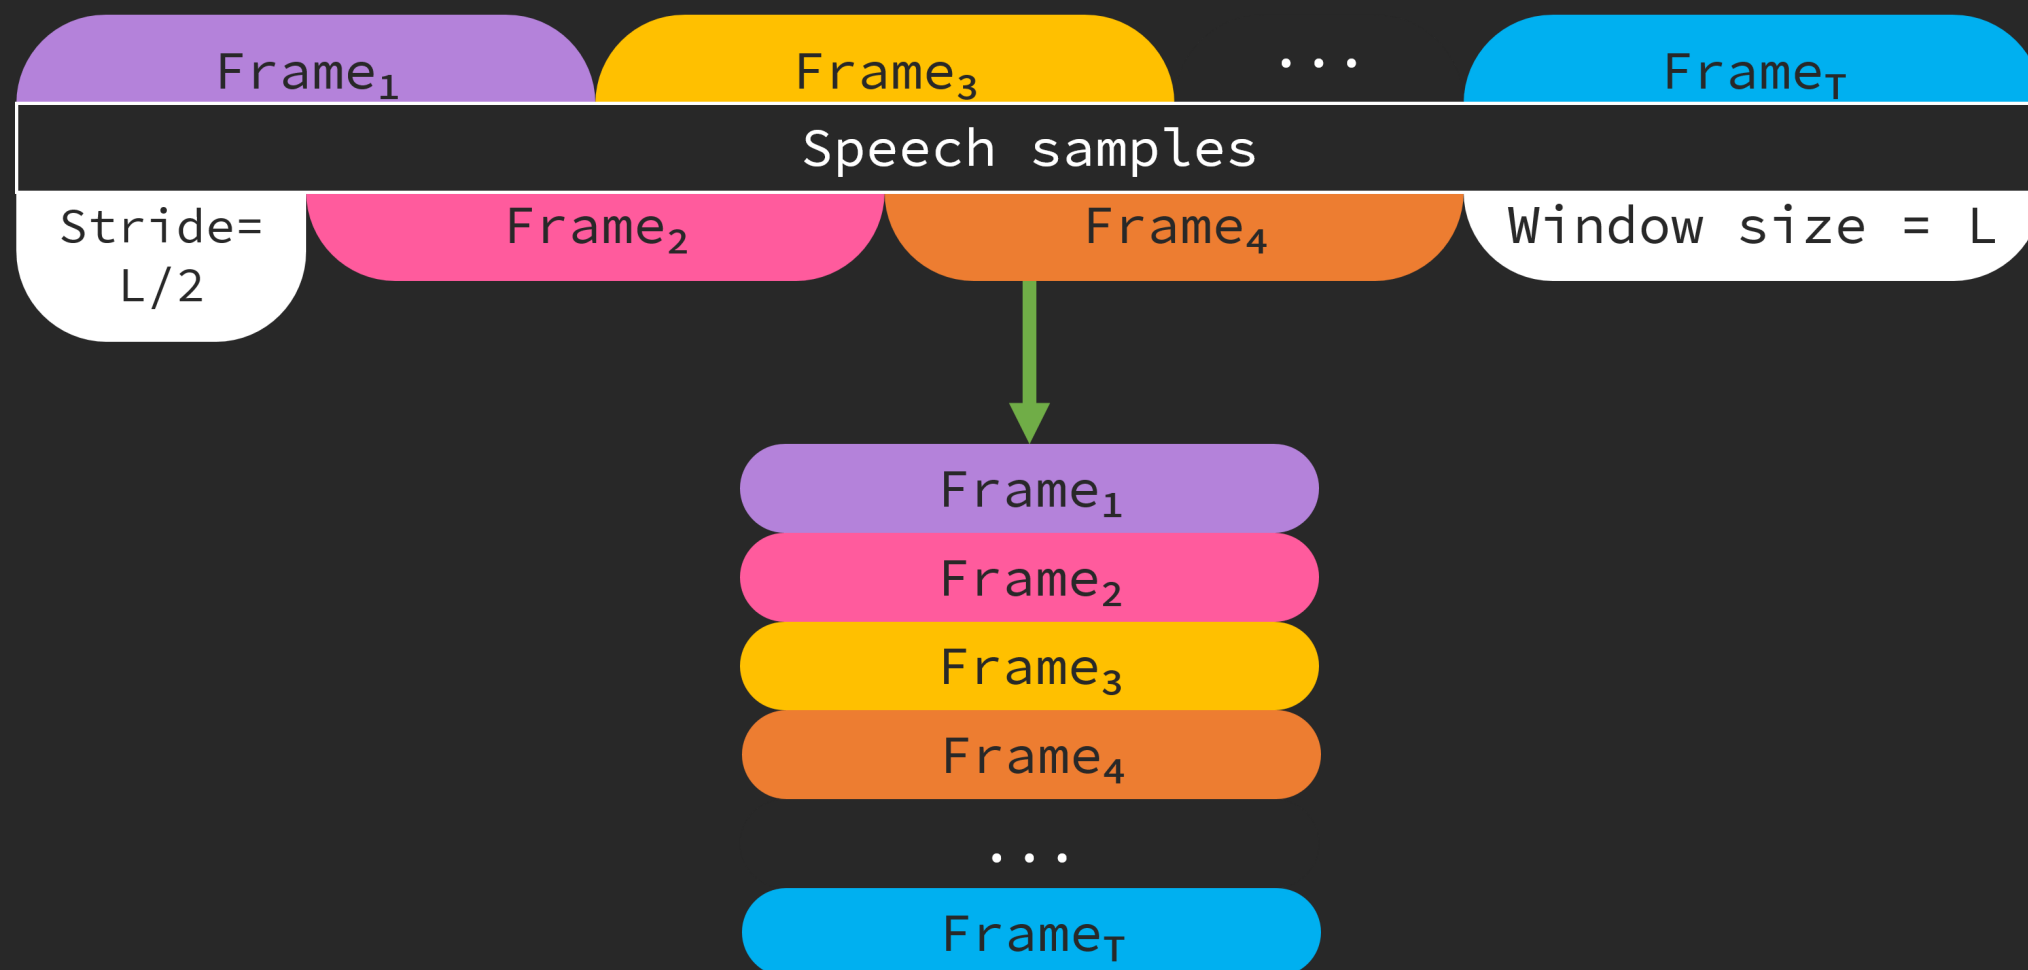 Frame₁
Frame₃
...
Frame_T
Speech samples
Stride=
L/2
Frame₂
Frame₄
Window size = L
Frame₁
Frame₂
Frame₃
Frame₄
...
Frame_T